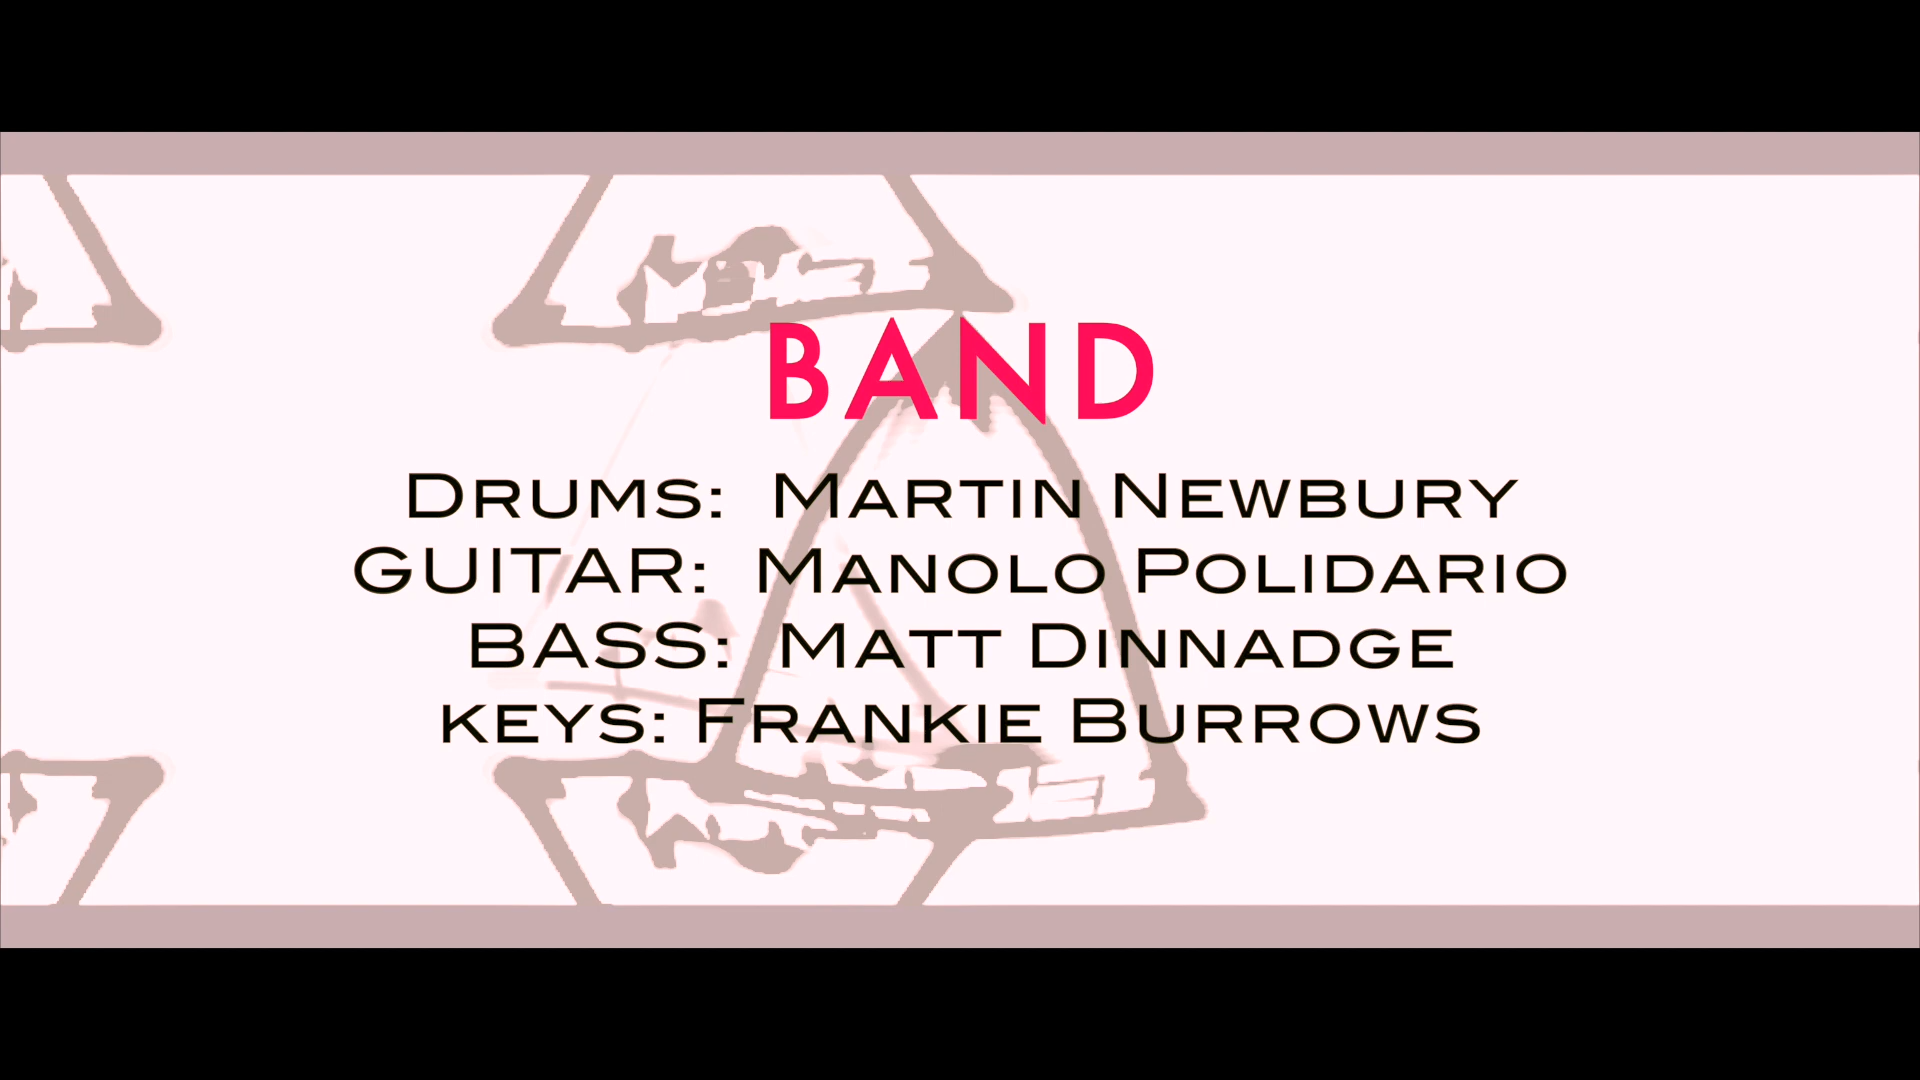 BAND
Drums: Martin Newbury
GUITAR: Manolo Polidario
BASS: Matt Dinnadge
keys: Frankie Burrows